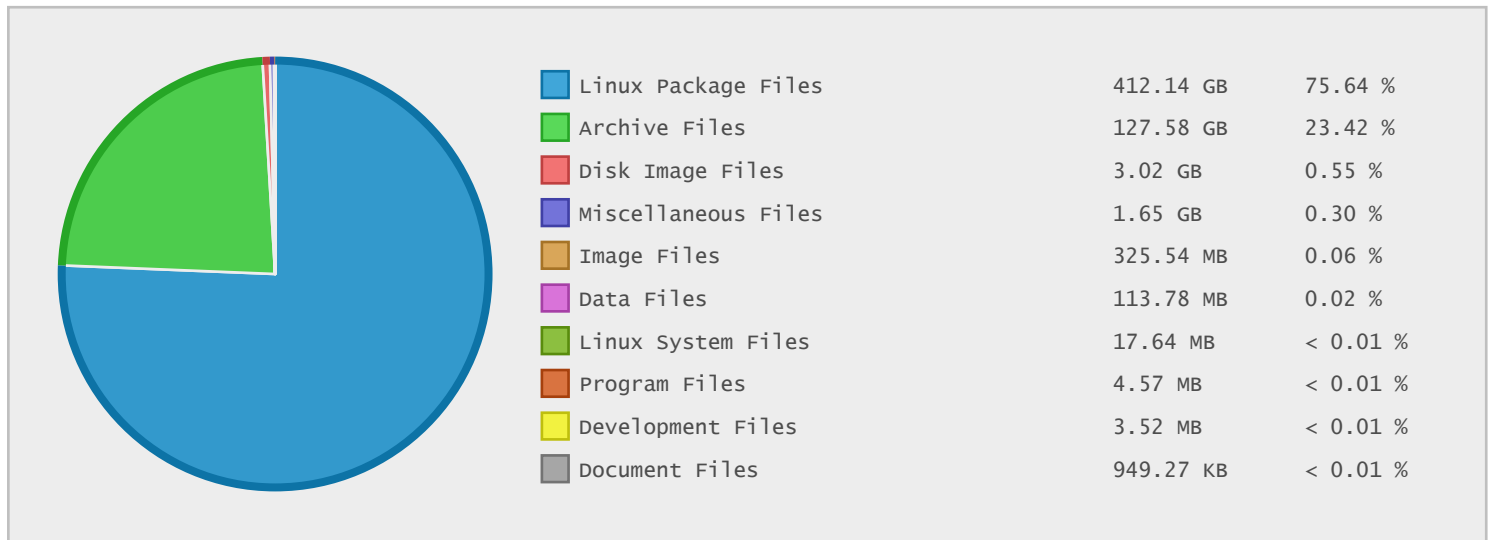 Linux Package Files 412.14 GB 75.64 %
Archive Files 127.58 GB 23.42 %
Disk Image Files 3.02 GB 0.55 %
Miscellaneous Files 1.65 GB 0.30 %
Image Files 325.54 MB 0.06 %
Data Files 113.78 MB 0.02 %
Linux System Files 17.64 MB < 0.01 %
Program Files 4.57 MB < 0.01 %
Development Files 3.52 MB < 0.01 %
Document Files 949.27 KB < 0.01 %